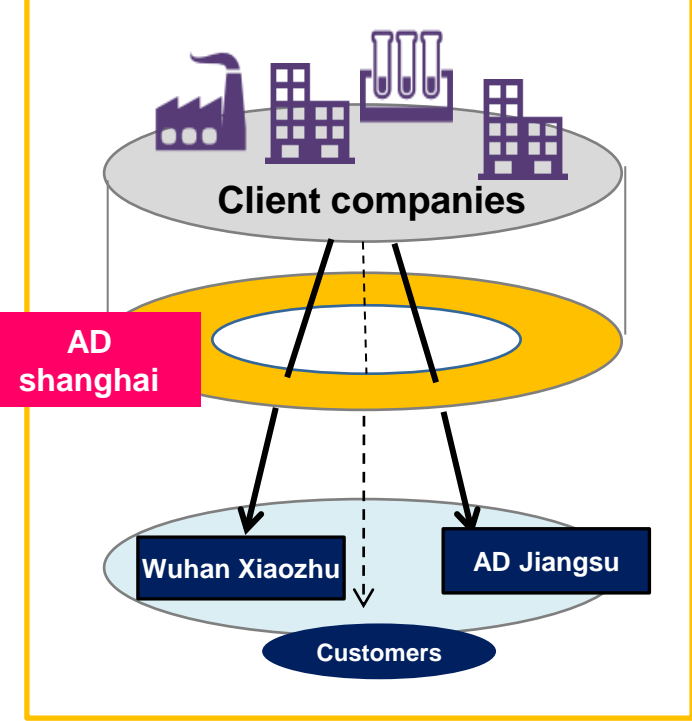 Client companies
AD
shanghai
Wuhan Xiaozhu
AD Jiangsu
Customers